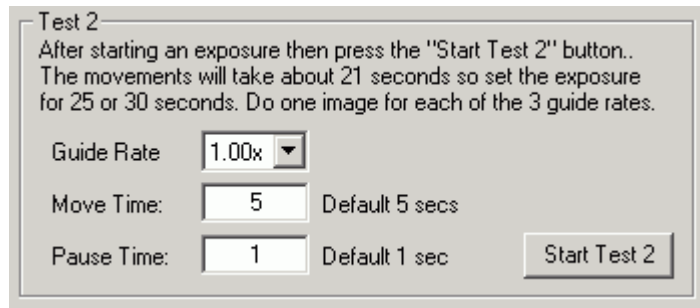 Test 2
After starting an exposure then press the "Start Test 2" button..
The movements will take about 21 seconds so set the exposure
for 25 or 30 seconds. Do one image for each of the 3 guide rates.
Guide Rate 1.00x
Move Time: 5 Default 5 secs
Pause Time: 1 Default 1 sec Start Test 2